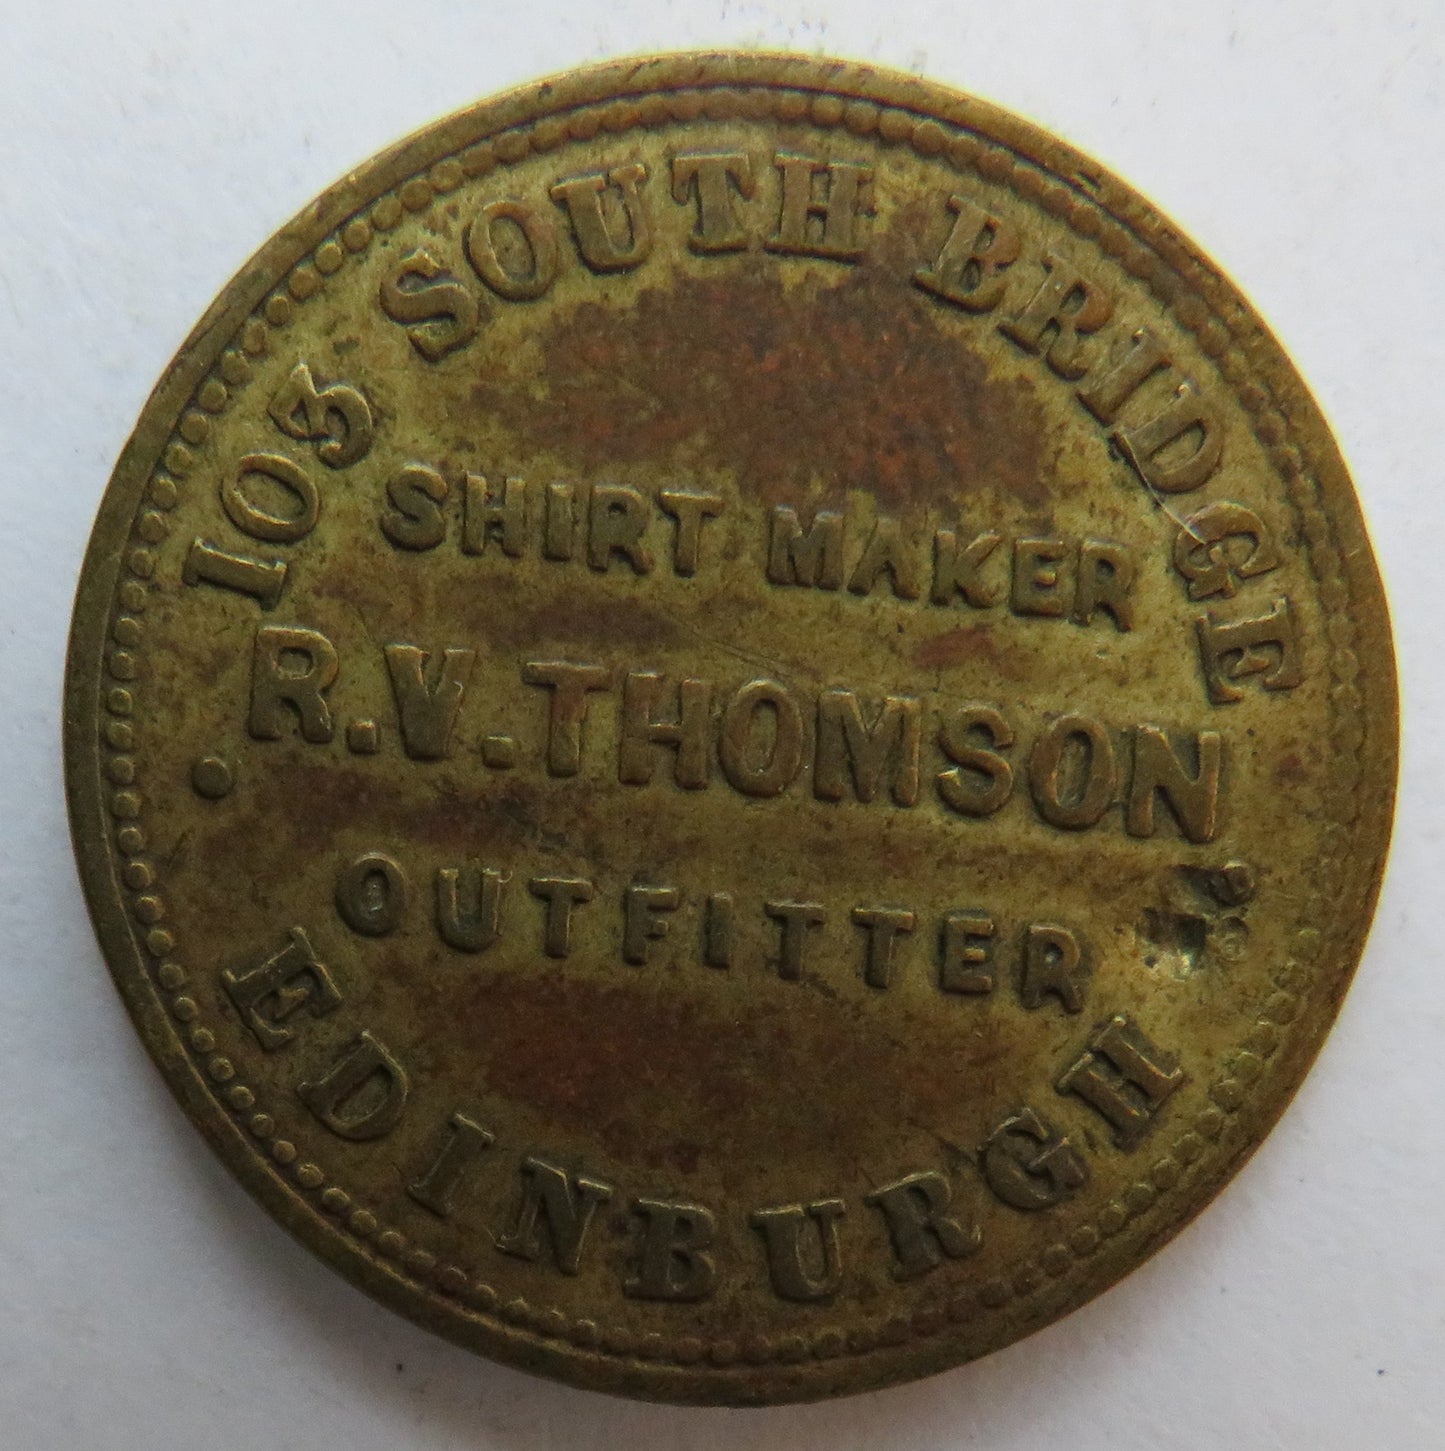 103 SOUTH BRIDGE
SHIRT MAKER
R.V. THOMSON
OUTFITTER
EDINBURGH